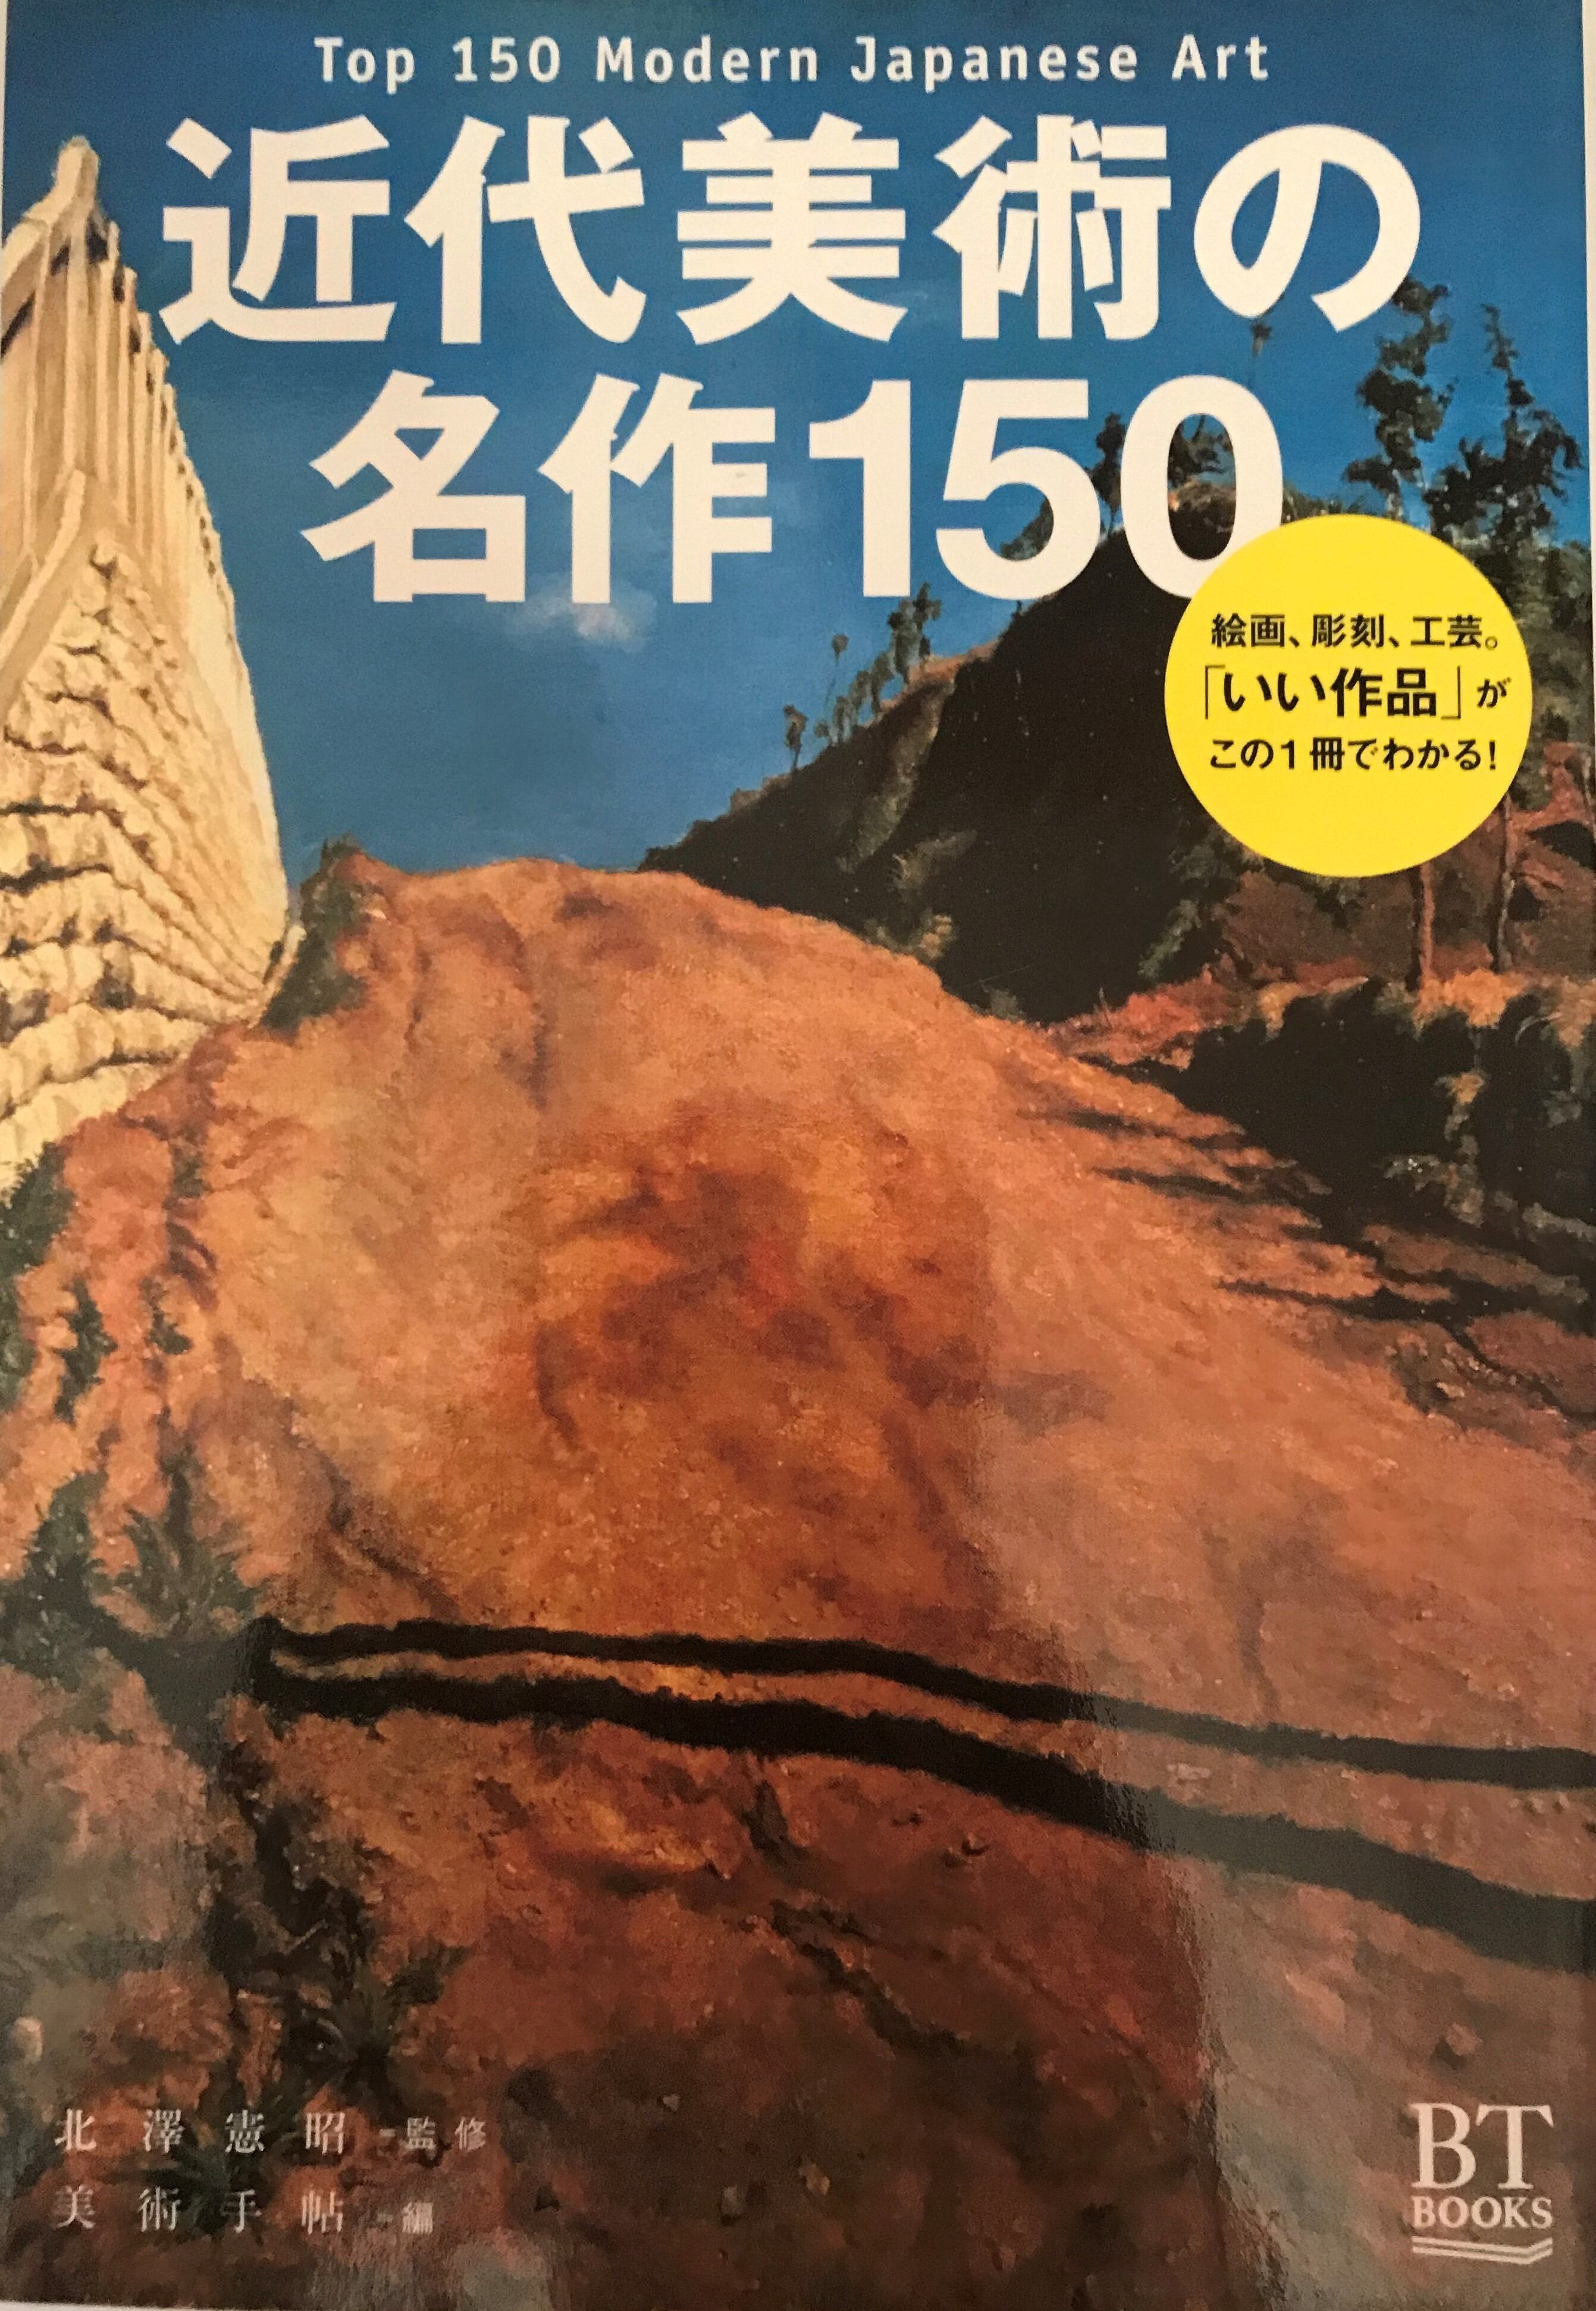 Top 150 Modern Japanese Art
近代美術の
名作150
絵画、彫刻、工芸。
「いい作品」が
この1冊でわかる！
北澤憲昭-監修
美術手帖-編
BT
BOOKS